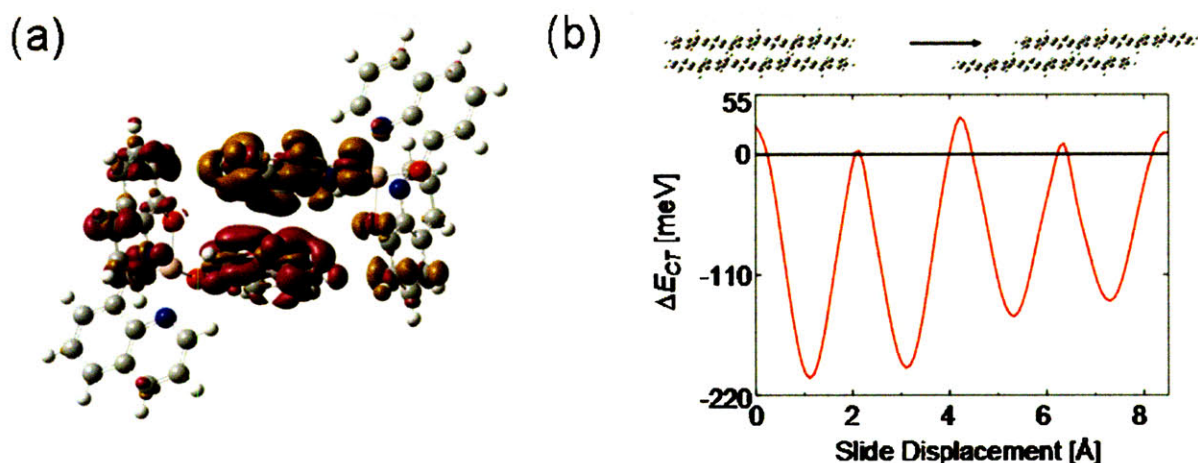 (a)
(b)
55
0
-110
-220
ΔE_CT [meV]
0 2 4 6 8
Slide Displacement [Å]